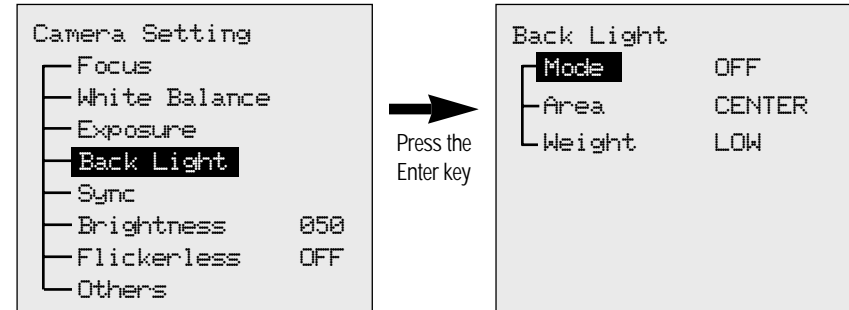 Camera Setting
Focus
White Balance
Exposure
Back Light
Sync
Brightness 050
Flickerless OFF
Others
Press the
Enter key
Back Light
Mode OFF
Area CENTER
Weight LOW